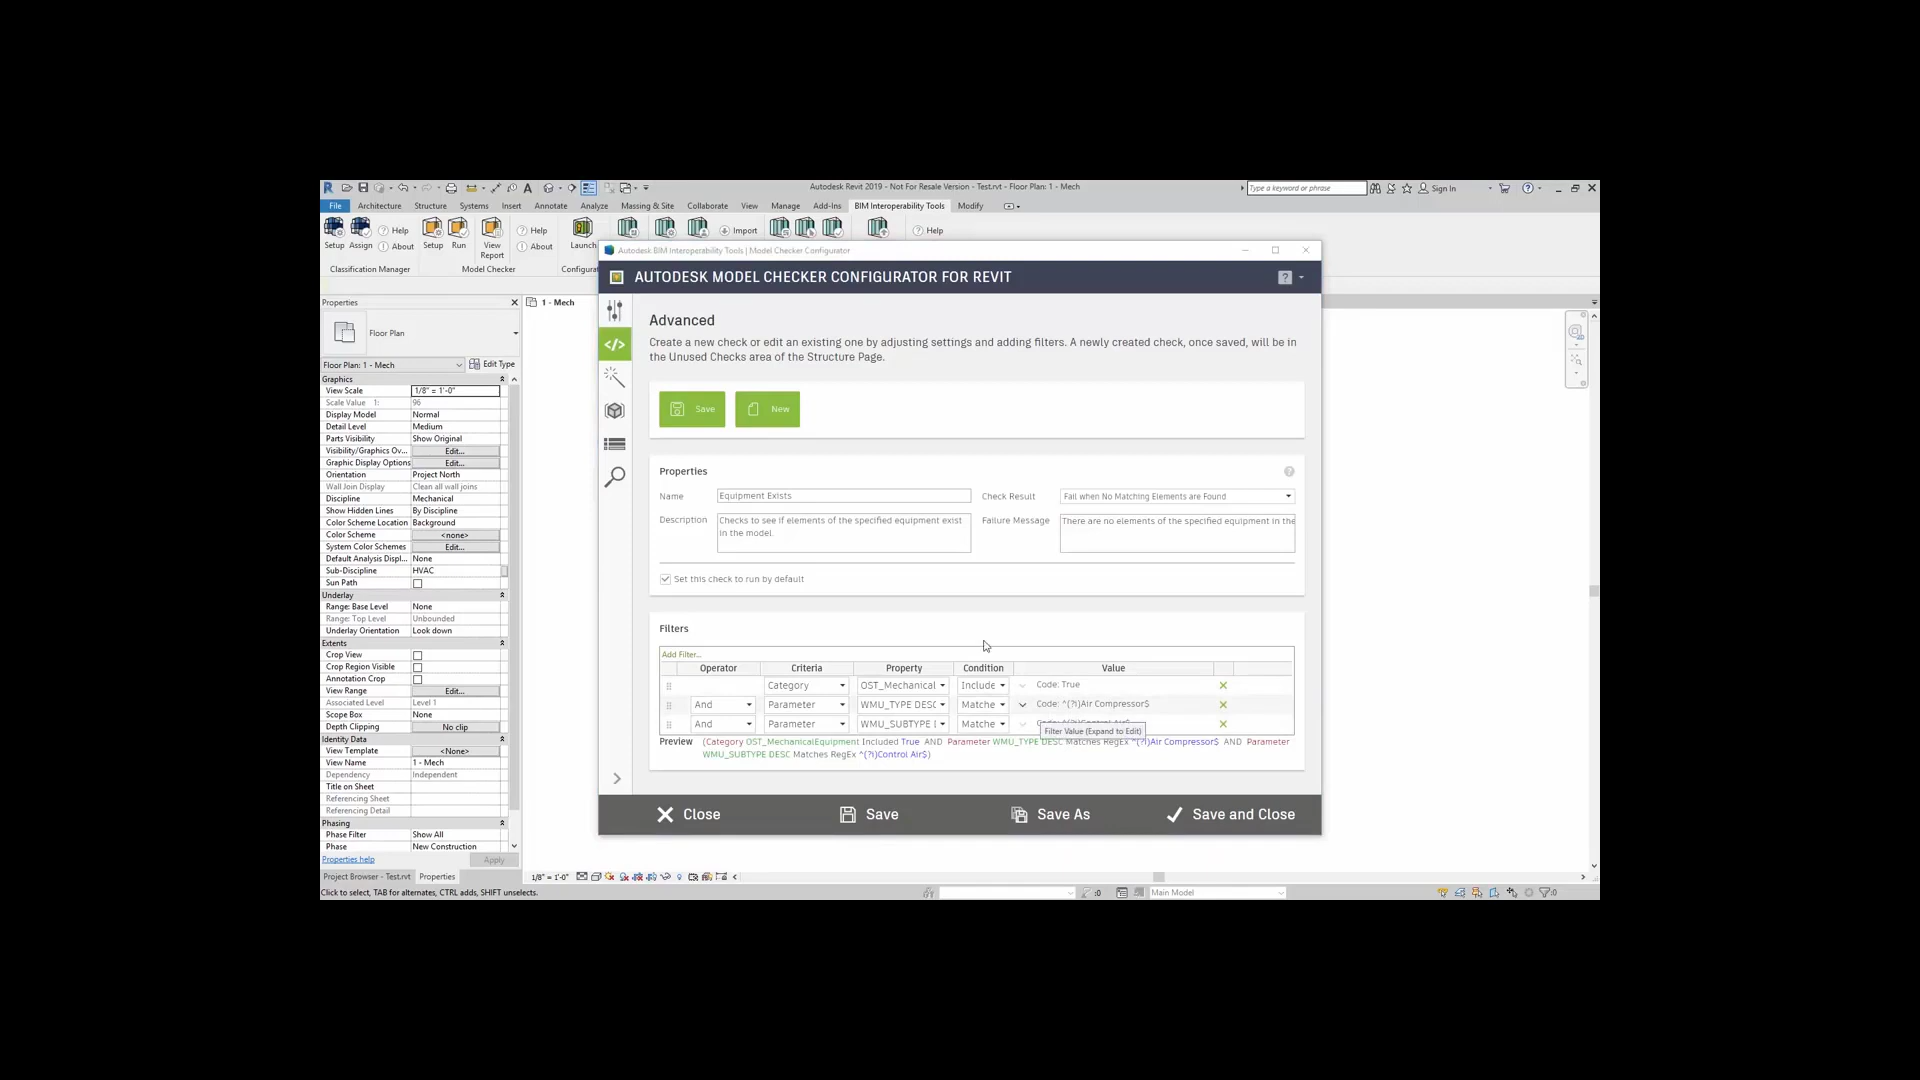 Autodesk Revit 2019 - Not For Resale Version - Test.rvt - Floor Plan: 1 - Mech
Type a keyword or phrase
Sign In
File Architecture Structure Systems Insert Annotate Analyze Massing & Site Collaborate View Manage Add-Ins BIM Interoperability Tools Modify
Setup Assign Help About
Setup Run View Report Help About
Launch
Import
Help
Classification Manager Model Checker
Autodesk BIM Interoperability Tools | Model Checker Configurator
AUTODESK MODEL CHECKER CONFIGURATOR FOR REVIT
Properties
1 - Mech
Floor Plan
Floor Plan: 1 - Mech Edit Type
Graphics
View Scale 1/8" = 1'-0"
Scale Value 1: 96
Display Model Normal
Detail Level Medium
Parts Visibility Show Original
Visibility/Graphics Ov... Edit...
Graphic Display Options Edit...
Orientation Project North
Wall Join Display Clean all wall joins
Discipline Mechanical
Show Hidden Lines By Discipline
Color Scheme Location Background
Color Scheme <none>
System Color Schemes Edit...
Default Analysis Displ... None
Sub-Discipline HVAC
Sun Path
Underlay
Range: Base Level None
Range: Top Level Unbounded
Underlay Orientation Look down
Extents
Crop View
Crop Region Visible
Annotation Crop
View Range Edit...
Associated Level Level 1
Scope Box None
Depth Clipping No clip
Identity Data
View Template <None>
View Name 1 - Mech
Dependency Independent
Title on Sheet
Referencing Sheet
Referencing Detail
Phasing
Phase Filter Show All
Phase New Construction
Properties help Apply
Project Browser - Test.rvt Properties
Advanced
Create a new check or edit an existing one by adjusting settings and adding filters. A newly created check, once saved, will be in
the Unused Checks area of the Structure Page.
Save New
Properties
Name Equipment Exists Check Result Fail when No Matching Elements are Found
Description Checks to see if elements of the specified equipment exist
in the model.
Failure Message There are no elements of the specified equipment in the
Set this check to run by default
Filters
Add Filter...
Operator Criteria Property Condition Value
Category OST_Mechanical Include Code: True
And Parameter WMU_TYPE DESC Matche Code: ^(?i)Air Compressor$
And Parameter WMU_SUBTYPE Matche
Filter Value (Expand to Edit)
Preview (Category OST_MechanicalEquipment Included True AND Parameter WMU_TYPE DESC Matches RegEx ^(?i)Air Compressor$ AND Parameter
WMU_SUBTYPE DESC Matches RegEx ^(?i)Control Air$)
Close Save Save As Save and Close
1/8" = 1'-0"
Click to select, TAB for alternates, CTRL adds, SHIFT unselects.
:0 Main Model :0